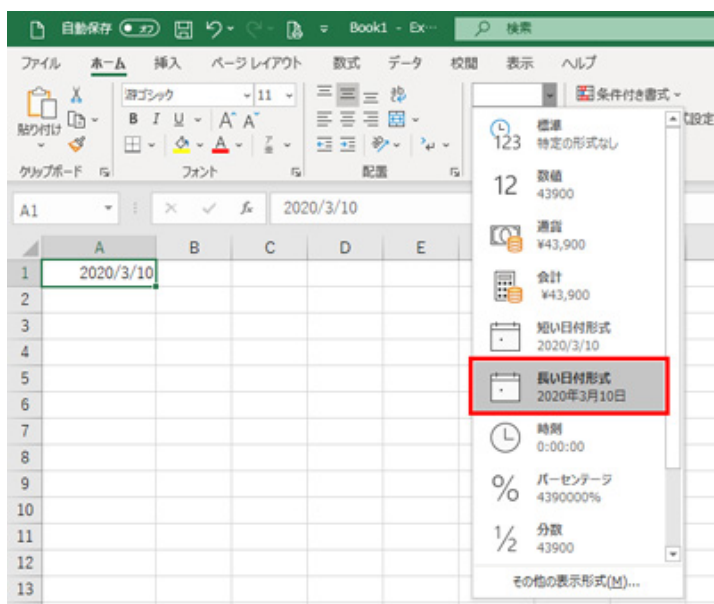 自動保存 オフ Book1 - Ex… 検索
ファイル ホーム 挿入 ページ レイアウト 数式 データ 校閲 表示 ヘルプ
貼り付け
游ゴシック 11
B I U A A
A
条件付き書式
クリップボード フォント 配置
A1 fx 2020/3/10
A B C D E
1 2020/3/10
2
3
4
5
6
7
8
9
10
11
12
13
123 標準
特定の形式なし
12 数値
43900
通貨
¥43,900
会計
¥43,900
短い日付形式
2020/3/10
長い日付形式
2020年3月10日
時刻
0:00:00
% パーセンテージ
4390000%
1/2 分数
43900
その他の表示形式(M)...